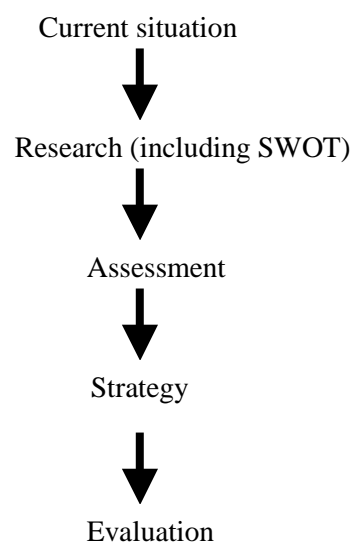 Current situation
Research (including SWOT)
Assessment
Strategy
Evaluation